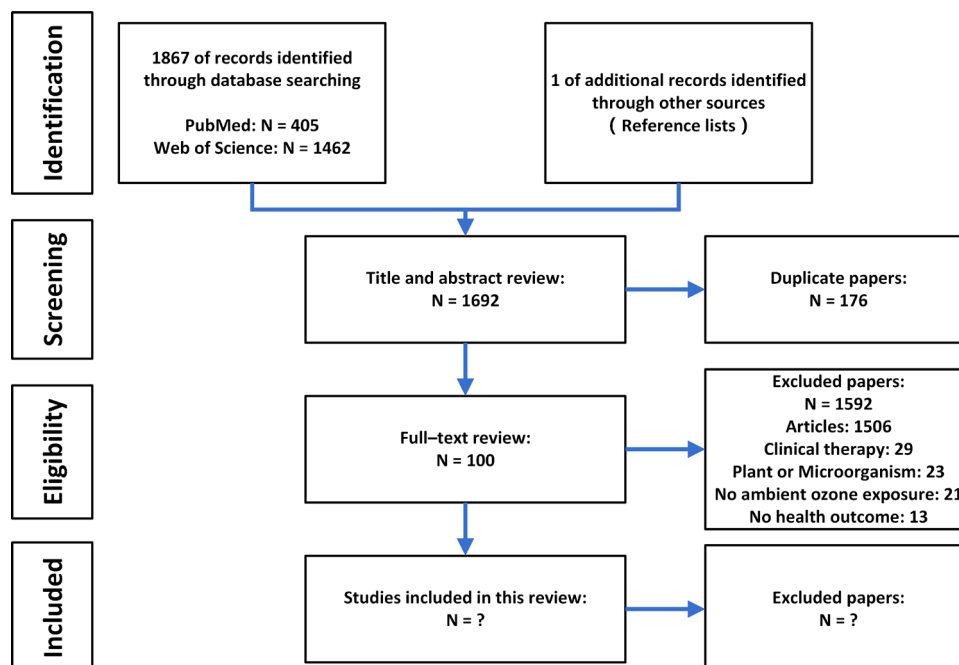 Identification
1867 of records identified
through database searching
PubMed: N = 405
Web of Science: N = 1462
1 of additional records identified
through other sources
( Reference lists )
Screening
Title and abstract review:
N = 1692
Duplicate papers:
N = 176
Eligibility
Full–text review:
N = 100
Excluded papers:
N = 1592
Articles: 1506
Clinical therapy: 29
Plant or Microorganism: 23
No ambient ozone exposure: 21
No health outcome: 13
Included
Studies included in this review:
N = ?
Excluded papers:
N = ?